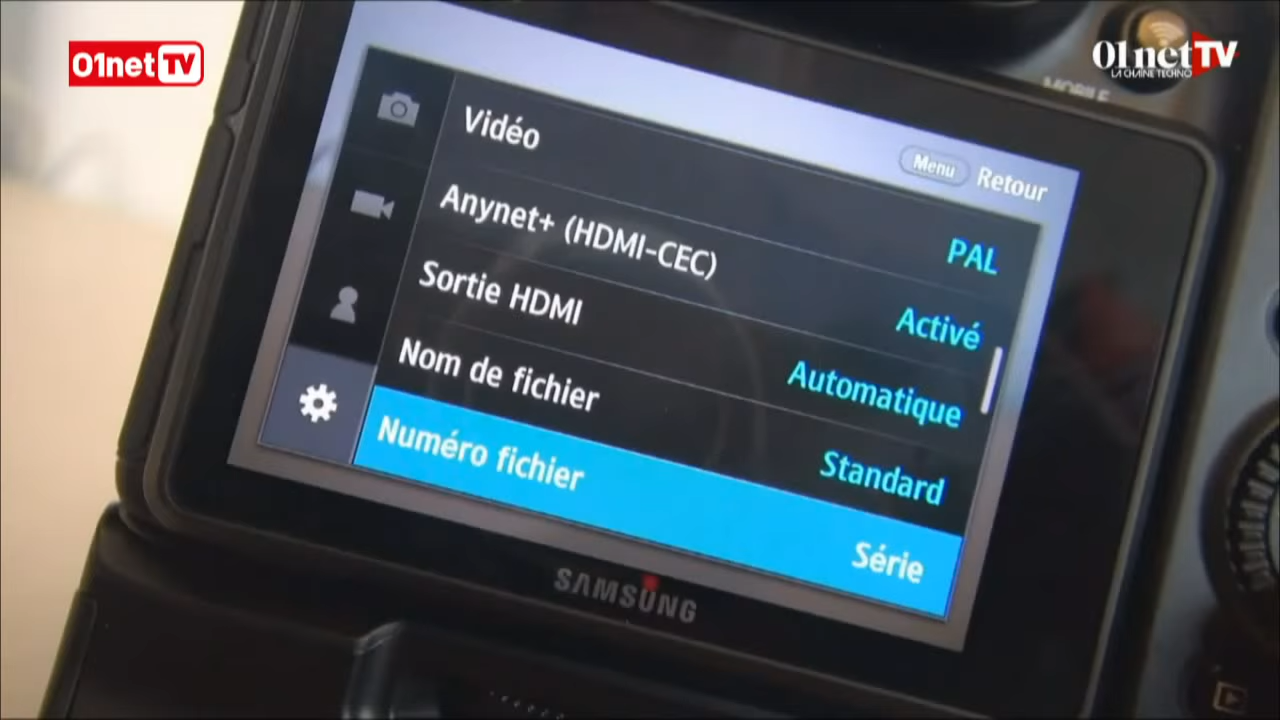 01net TV
01net TV
LA CHAÎNE TECHNO
MOBILE
Menu Retour
Vidéo PAL
Anynet+ (HDMI-CEC) Activé
Sortie HDMI Automatique
Nom de fichier Standard
Numéro fichier Série
SAMSUNG